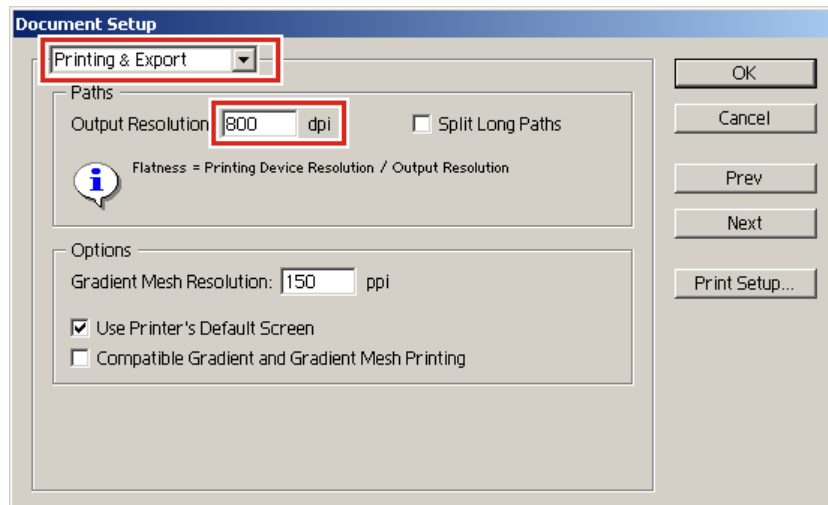 Document Setup
Printing & Export
OK
Paths
Output Resolution 800 dpi Split Long Paths
Cancel
Flatness = Printing Device Resolution / Output Resolution
Prev
Next
Options
Gradient Mesh Resolution: 150 ppi
Print Setup...
Use Printer's Default Screen
Compatible Gradient and Gradient Mesh Printing